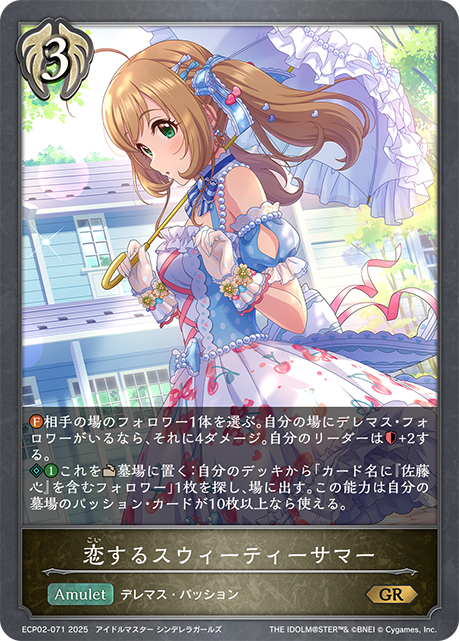 3
F相手の場のフォロワー1体を選ぶ。自分の場にデレマス・フォ
ロワーがいるなら、それに4ダメージ。自分のリーダーは+2す
る。
1これを墓場に置く:自分のデッキから「カード名に『佐藤
心』を含むフォロワー」1枚を探し、場に出す。この能力は自分の
墓場のパッション・カードが10枚以上なら使える。
こい
恋するスウィーティーサマー
Amulet デレマス・パッション GR
ECP02-071 2025 アイドルマスター シンデレラガールズ THE IDOLM@STER™& ©BNEI © Cygames, Inc.